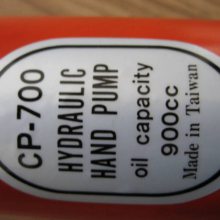 CP-700
HYDRAULIC
HAND PUMP
oil capacity
900cc
Made in Taiwan